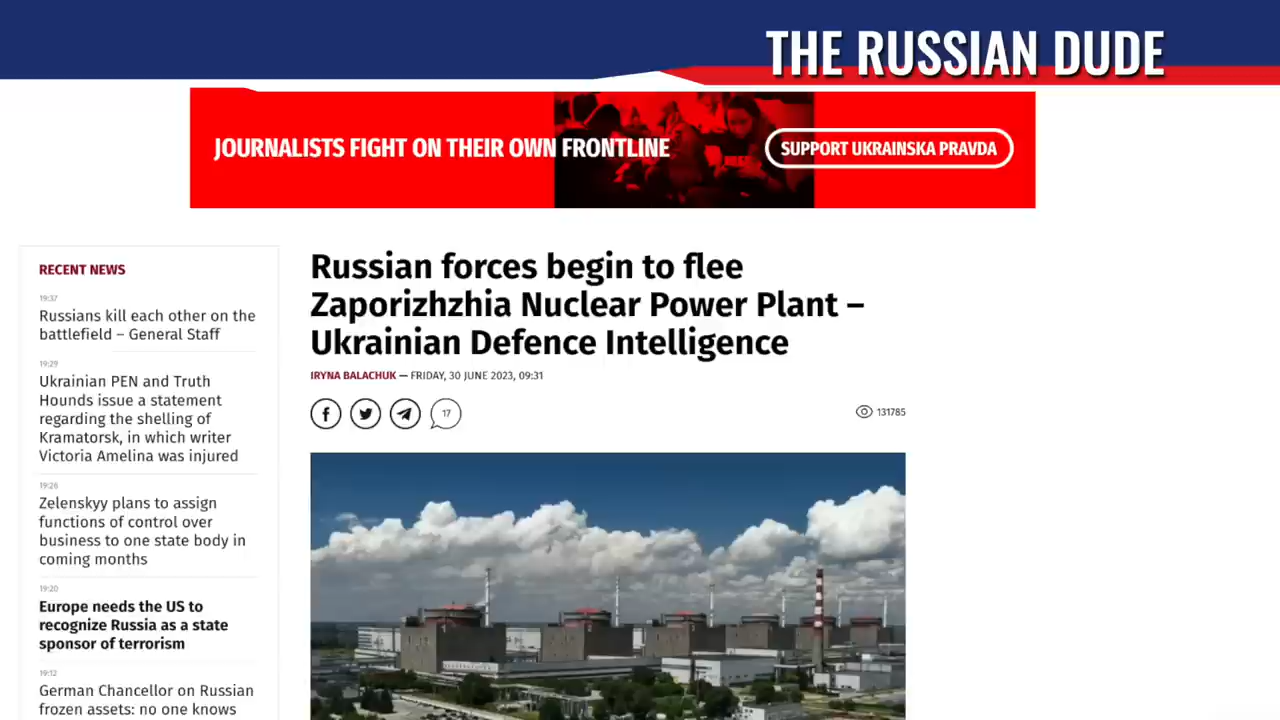 THE RUSSIAN DUDE
JOURNALISTS FIGHT ON THEIR OWN FRONTLINE
SUPPORT UKRAINSKA PRAVDA
RECENT NEWS
19:37
Russians kill each other on the
battlefield – General Staff
19:29
Ukrainian PEN and Truth
Hounds issue a statement
regarding the shelling of
Kramatorsk, in which writer
Victoria Amelina was injured
19:26
Zelenskyy plans to assign
functions of control over
business to one state body in
coming months
19:20
Europe needs the US to
recognize Russia as a state
sponsor of terrorism
19:12
German Chancellor on Russian
frozen assets: no one knows
Russian forces begin to flee
Zaporizhzhia Nuclear Power Plant –
Ukrainian Defence Intelligence
IRYNA BALACHUK — FRIDAY, 30 JUNE 2023, 09:31
17
131785